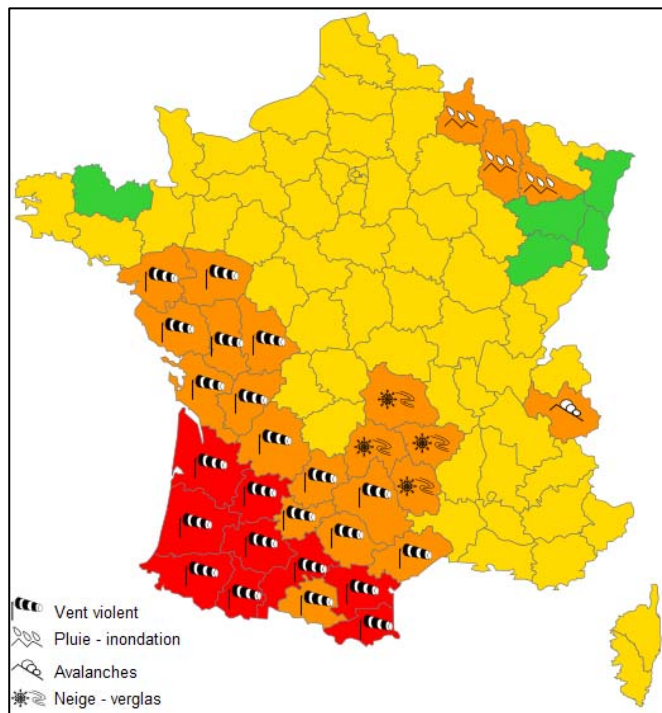 Vent violent
Pluie - inondation
Avalanches
Neige - verglas